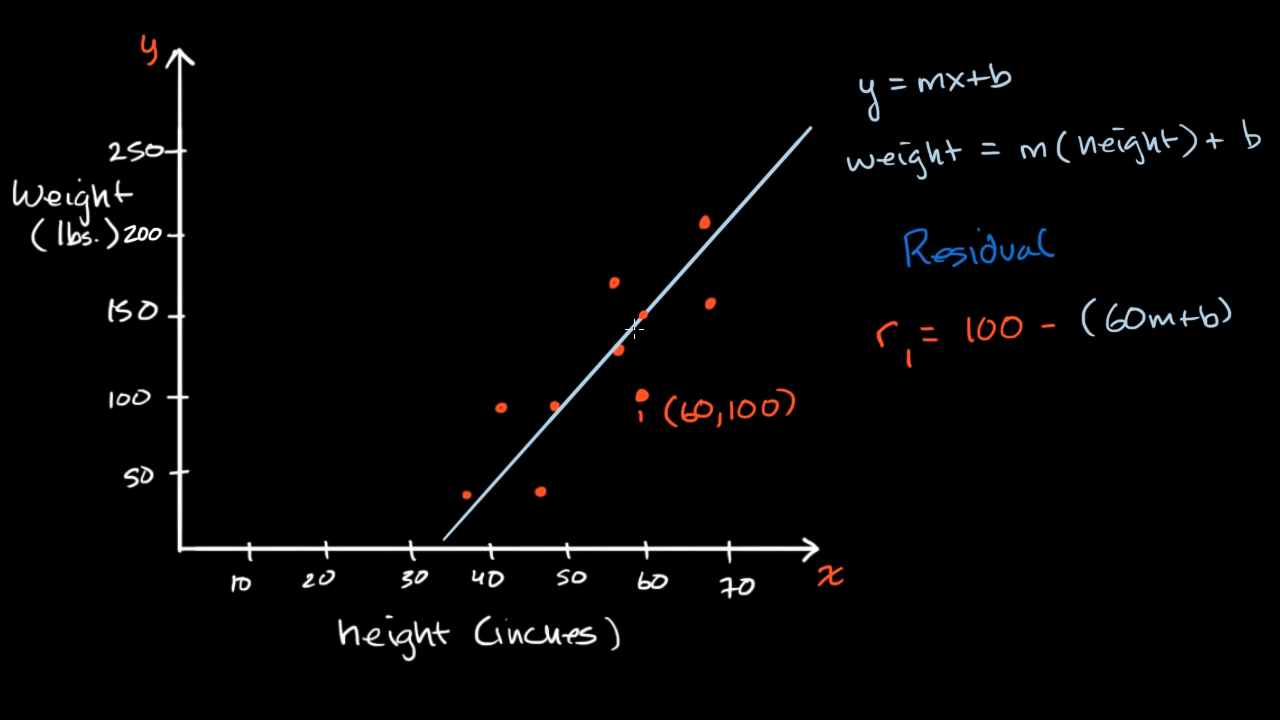 y
250
Weight
(lbs.)
200
150
100
50
10 20 30 40 50 60 70
x
height (inches)
i (60,100)
y = mx+b
weight = m(height) + b
Residual
r₁ = 100 - (60m+b)